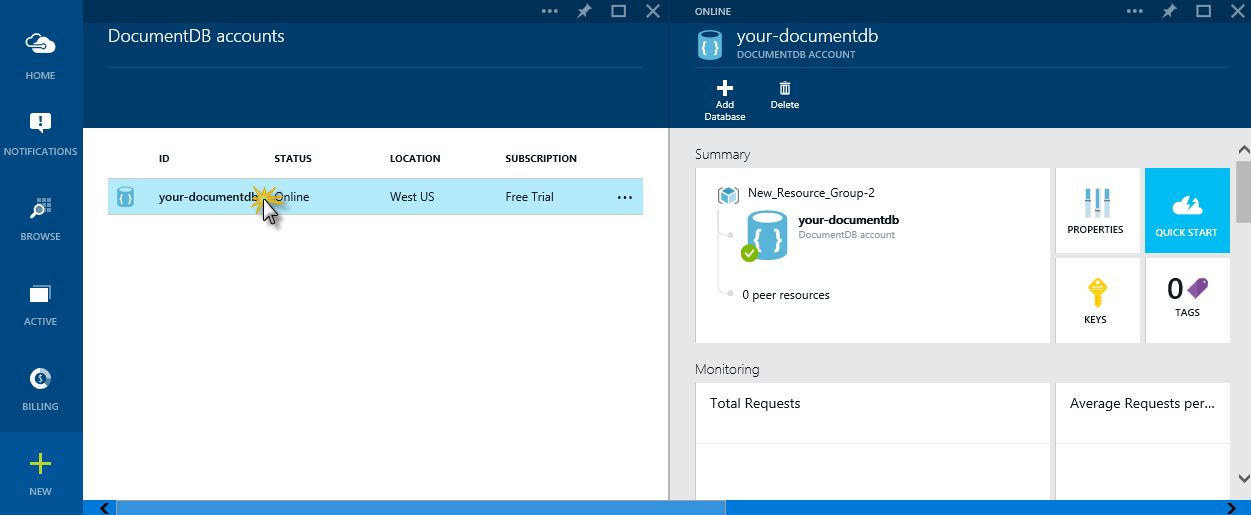 HOME
NOTIFICATIONS
BROWSE
ACTIVE
BILLING
NEW
DocumentDB accounts
ID STATUS LOCATION SUBSCRIPTION
your-documentdb Online West US Free Trial
ONLINE
your-documentdb
DOCUMENTDB ACCOUNT
Add
Database
Delete
Summary
New_Resource_Group-2
your-documentdb
DocumentDB account
0 peer resources
PROPERTIES
QUICK START
KEYS
0
TAGS
Monitoring
Total Requests
Average Requests per...